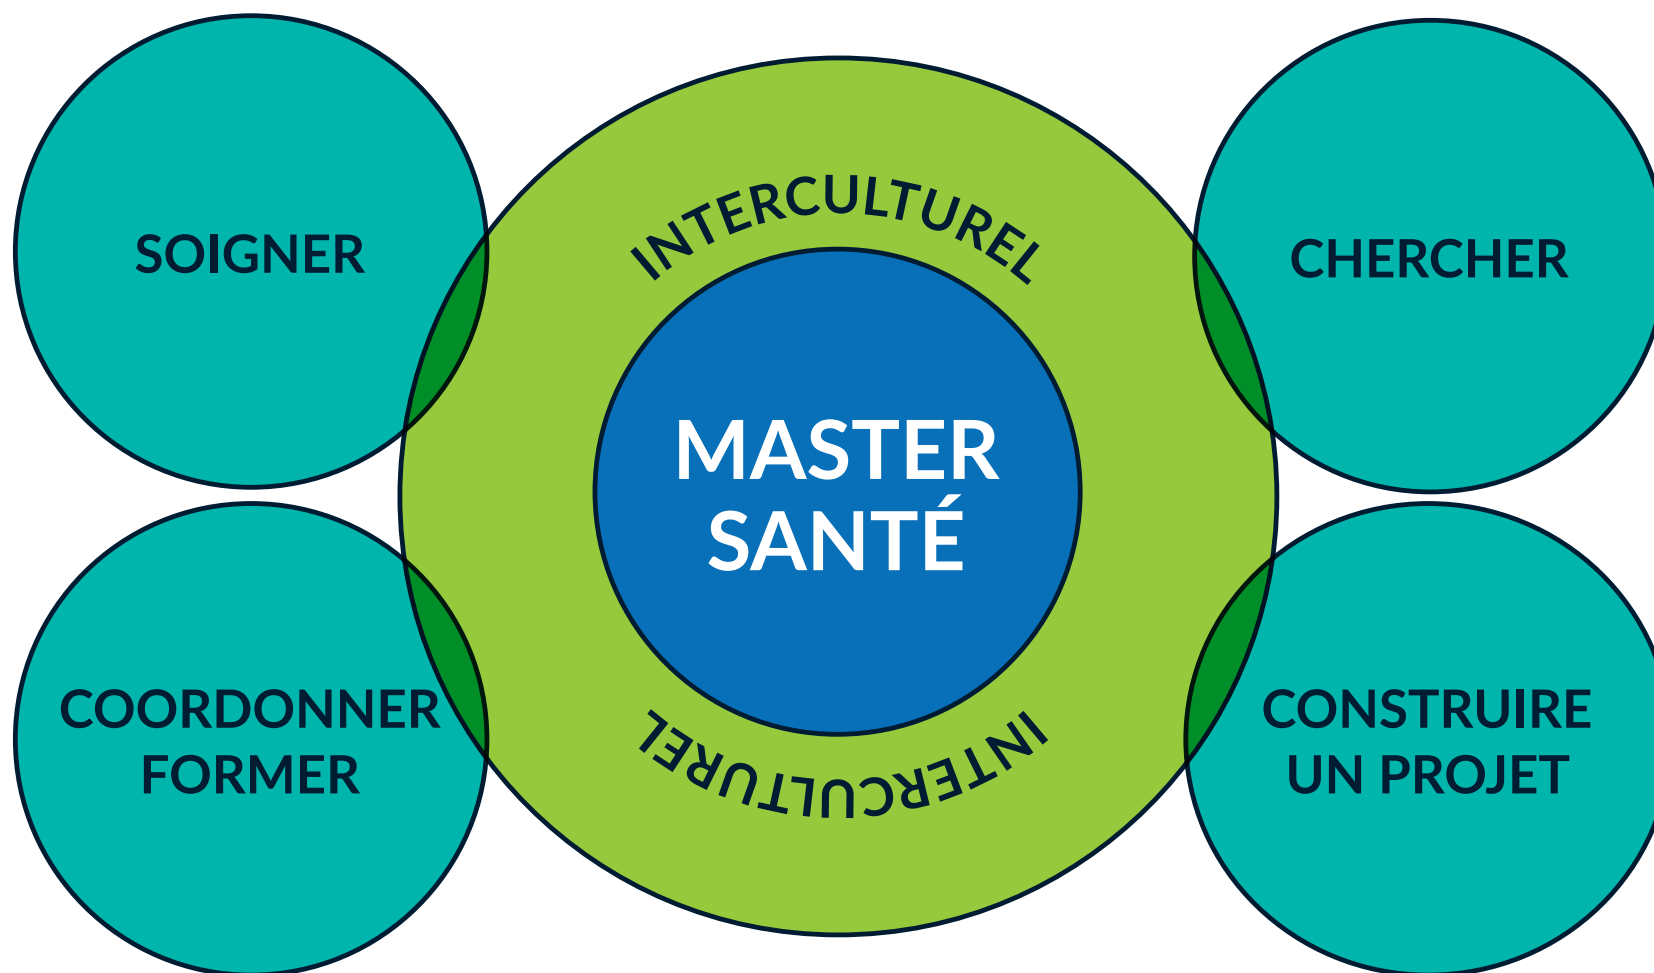 SOIGNER
INTERCULTUREL
CHERCHER
MASTER
SANTÉ
COORDONNER
FORMER
INTERCULTUREL
CONSTRUIRE
UN PROJET